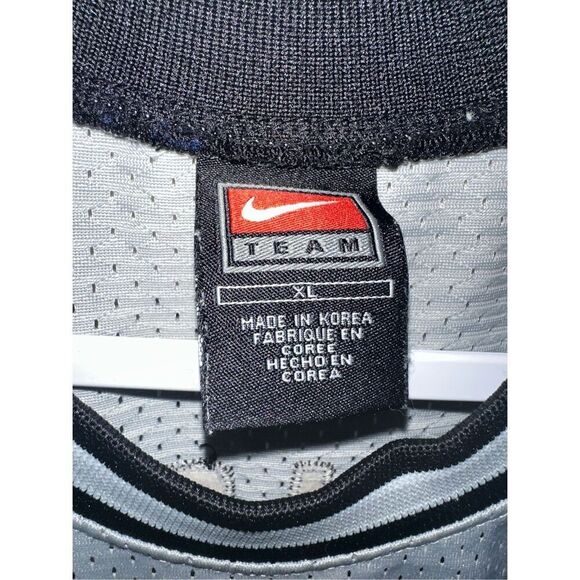 TEAM
XL
MADE IN KOREA
FABRIQUE EN
COREE
HECHO EN
COREA